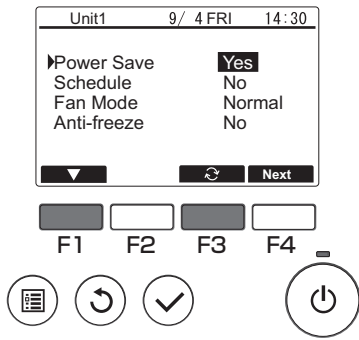 Unit1 9/ 4 FRI 14:30
Power Save Yes
Schedule No
Fan Mode Normal
Anti-freeze No
Next
F1 F2 F3 F4